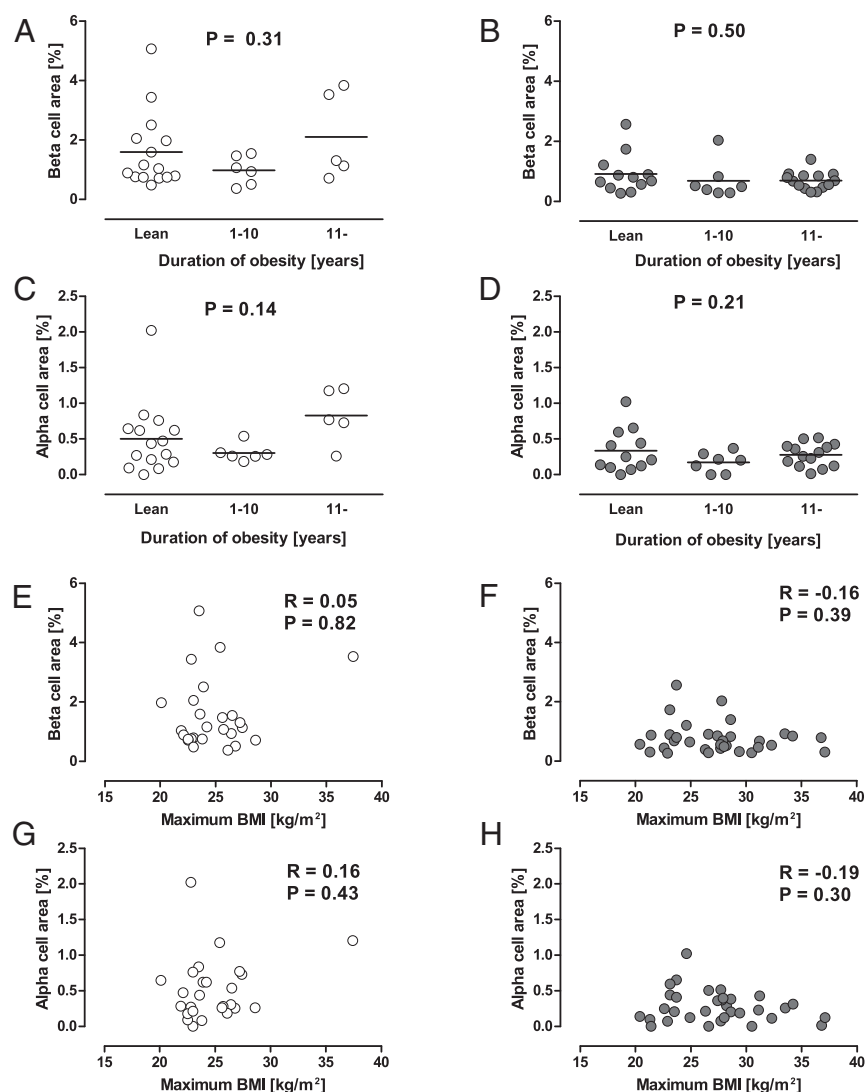 A
P = 0.31
Beta cell area [%]
6
4
2
0
Lean
1-10
11-
Duration of obesity [years]
B
P = 0.50
Beta cell area [%]
6
4
2
0
Lean
1-10
11-
Duration of obesity [years]
C
P = 0.14
Alpha cell area [%]
2.5
2.0
1.5
1.0
0.5
0.0
Lean
1-10
11-
Duration of obesity [years]
D
P = 0.21
Alpha cell area [%]
2.5
2.0
1.5
1.0
0.5
0.0
Lean
1-10
11-
Duration of obesity [years]
E
R = 0.05
P = 0.82
Beta cell area [%]
6
4
2
0
15
20
25
30
35
40
Maximum BMI [kg/m²]
F
R = -0.16
P = 0.39
Beta cell area [%]
6
4
2
0
15
20
25
30
35
40
Maximum BMI [kg/m²]
G
R = 0.16
P = 0.43
Alpha cell area [%]
2.5
2.0
1.5
1.0
0.5
0.0
15
20
25
30
35
40
Maximum BMI [kg/m²]
H
R = -0.19
P = 0.30
Alpha cell area [%]
2.5
2.0
1.5
1.0
0.5
0.0
15
20
25
30
35
40
Maximum BMI [kg/m²]